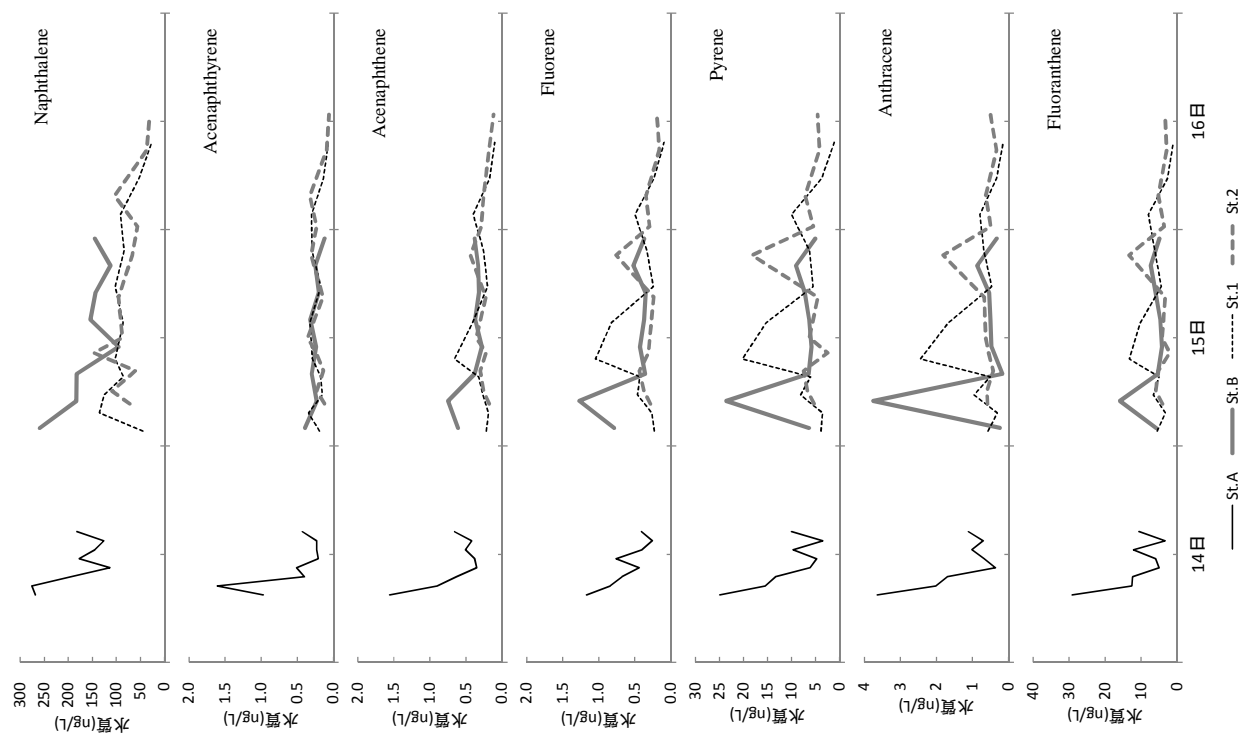 Naphthalene
300
250
200
150
100
50
0
水質(ng/L)
Acenaphthyrene
2.0
1.5
1.0
0.5
0.0
水質(ng/L)
Acenaphthene
2.0
1.5
1.0
0.5
0.0
水質(ng/L)
Fluorene
2.0
1.5
1.0
0.5
0.0
水質(ng/L)
Pyrene
30
25
20
15
10
5
0
水質(ng/L)
Anthracene
4
3
2
1
0
水質(ng/L)
Fluoranthene
40
30
20
10
0
水質(ng/L)
14日 15日 16日
St.A St.B St.1 St.2